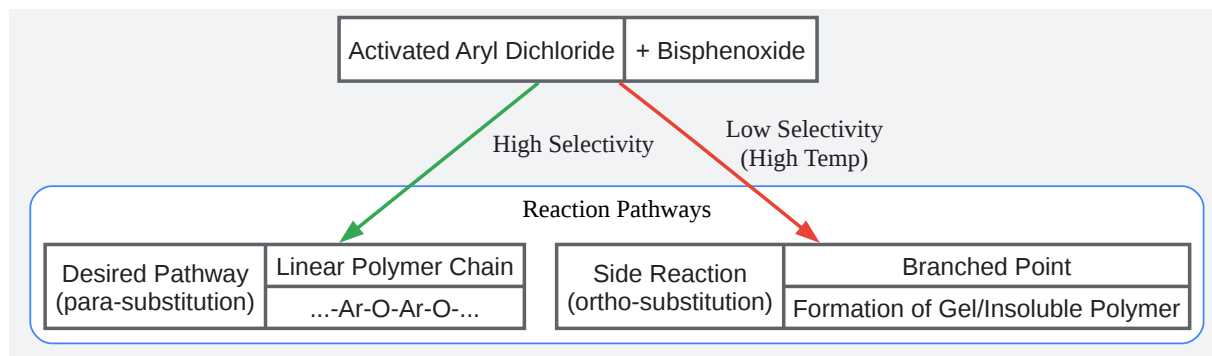 Activated Aryl Dichloride
+ Bisphenoxide
High Selectivity
Low Selectivity
(High Temp)
Reaction Pathways
Desired Pathway
(para-substitution)
Linear Polymer Chain
...-Ar-O-Ar-O-...
Side Reaction
(ortho-substitution)
Branched Point
Formation of Gel/Insoluble Polymer